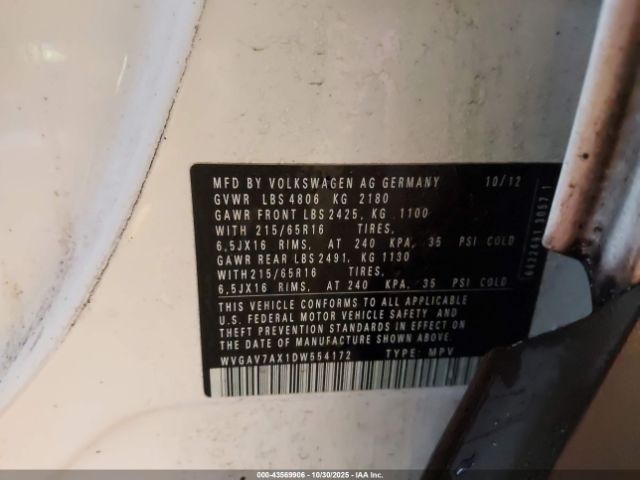 MFD BY VOLKSWAGEN AG GERMANY 10/12
GVWR LBS 4806 KG 2180
GAWR FRONT LBS 2425, KG 1100
WITH 215/65R16 TIRES,
6,5JX16 RIMS, AT 240 KPA, 35 PSI COLD
GAWR REAR LBS 2491, KG 1130
WITH 215/65R16 TIRES,
6,5JX16 RIMS, AT 240 KPA, 35 PSI COLD
THIS VEHICLE CONFORMS TO ALL APPLICABLE
U.S. FEDERAL MOTOR VEHICLE SAFETY AND
THEFT PREVENTION STANDARDS IN EFFECT ON
THE DATE OF MANUFACTURE SHOWN ABOVE
WVGAV7AX1DW554172 TYPE: MPV
00-43569906 - 10/30/2025 - IAA Inc.